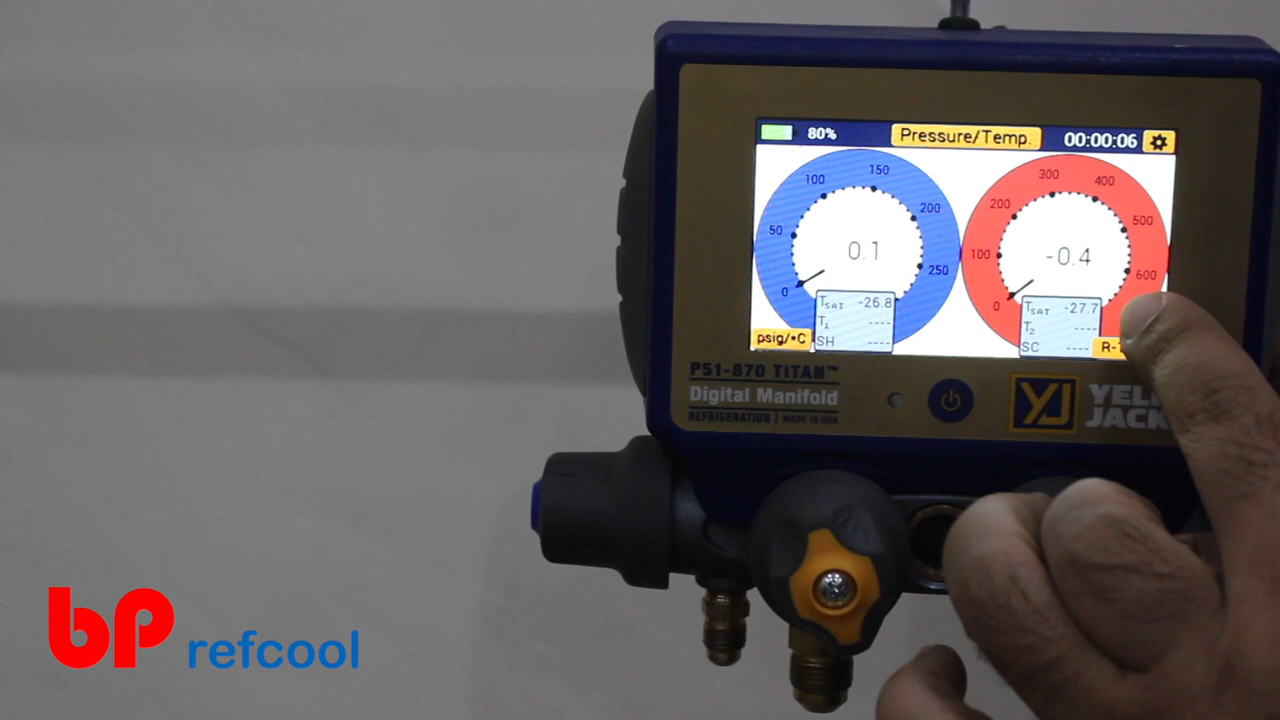 80% Pressure/Temp. 00:00:06
0 50 100 150 200 250
0.1
TSAT -26.8
T1 ----
SH ----
psig/°C
0 100 200 300 400 500 600
-0.4
TSAT -27.7
T2 ----
SC ----
P51-870 TITAN™
Digital Manifold
REFRIGERATION | MADE IN USA
YJ
bp refcool